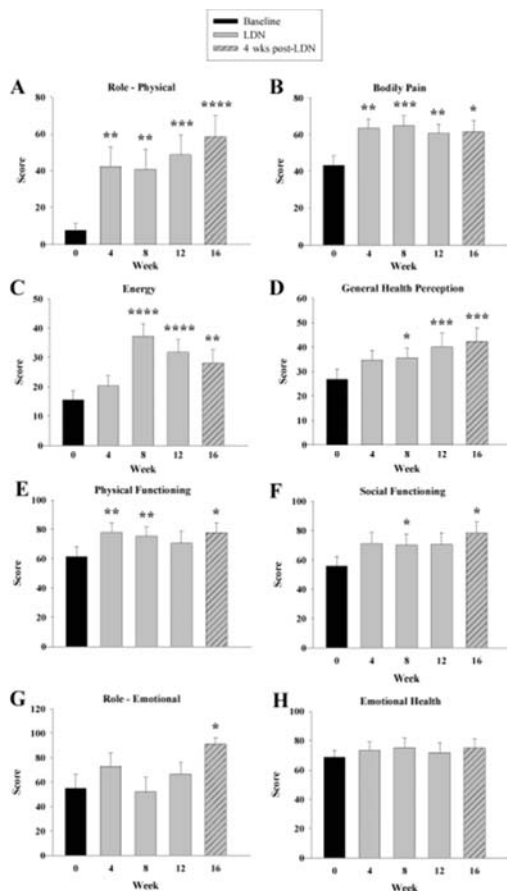 Baseline
LDN
4 wks post-LDN
A
Role - Physical
**
**
***
****
Score
80
60
40
20
0
0 4 8 12 16
Week
B
Bodily Pain
**
***
**
*
Score
80
60
40
20
0
0 4 8 12 16
Week
C
Energy
****
****
**
Score
50
40
30
20
10
0
0 4 8 12 16
Week
D
General Health Perception
*
***
***
Score
60
50
40
30
20
10
0
0 4 8 12 16
Week
E
Physical Functioning
**
**
*
Score
100
80
60
40
20
0
0 4 8 12 16
Week
F
Social Functioning
*
*
Score
100
80
60
40
20
0
0 4 8 12 16
Week
G
Role - Emotional
*
Score
120
100
80
60
40
20
0
0 4 8 12 16
Week
H
Emotional Health
Score
100
80
60
40
20
0
0 4 8 12 16
Week